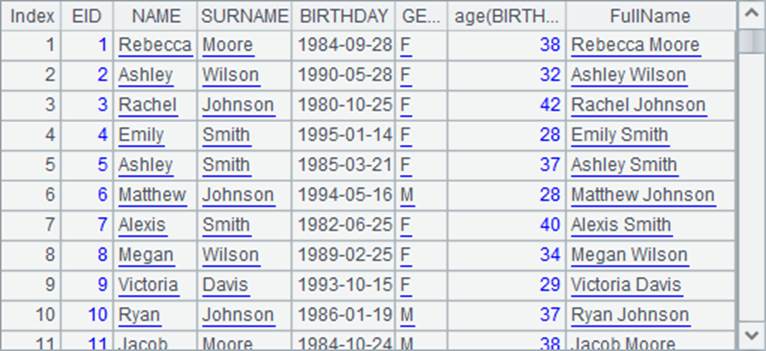 Index EID NAME SURNAME BIRTHDAY GE... age(BIRTH... FullName
1 1 Rebecca Moore 1984-09-28 F 38 Rebecca Moore
2 2 Ashley Wilson 1990-05-28 F 32 Ashley Wilson
3 3 Rachel Johnson 1980-10-25 F 42 Rachel Johnson
4 4 Emily Smith 1995-01-14 F 28 Emily Smith
5 5 Ashley Smith 1985-03-21 F 37 Ashley Smith
6 6 Matthew Johnson 1994-05-16 M 28 Matthew Johnson
7 7 Alexis Smith 1982-06-25 F 40 Alexis Smith
8 8 Megan Wilson 1989-02-25 F 34 Megan Wilson
9 9 Victoria Davis 1993-10-15 F 29 Victoria Davis
10 10 Ryan Johnson 1986-01-19 M 37 Ryan Johnson
11 11 Jacob Moore 1984-10-24 M 38 Jacob Moore